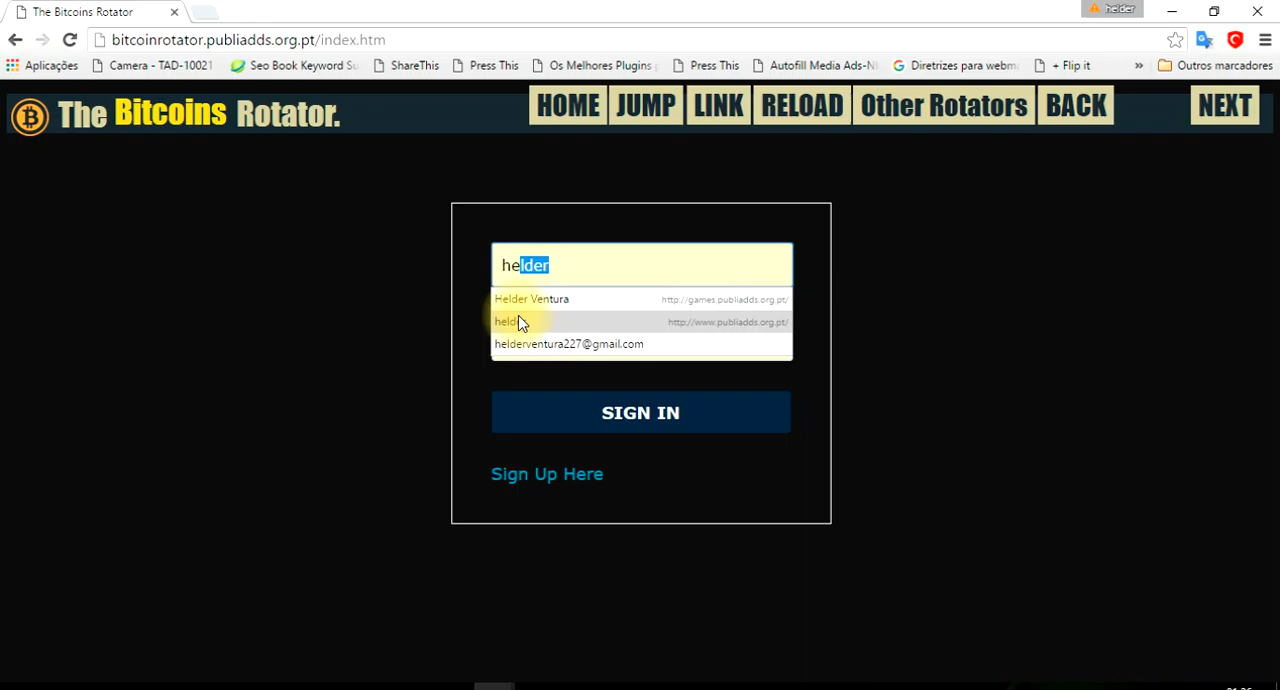 The Bitcoins Rotator
helder
bitcoinrotator.publiadds.org.pt/index.htm
Aplicações Camera - TAD-10021 Seo Book Keyword Su ShareThis Press This Os Melhores Plugins Press This Autofill Media Ads-N Diretrizes para webm + Flip it » Outros marcadores
The Bitcoins Rotator.
HOME JUMP LINK RELOAD Other Rotators BACK NEXT
helder
Helder Ventura http://games.publiadds.org.pt/
helder http://www.publiadds.org.pt/
helderventura227@gmail.com
SIGN IN
Sign Up Here